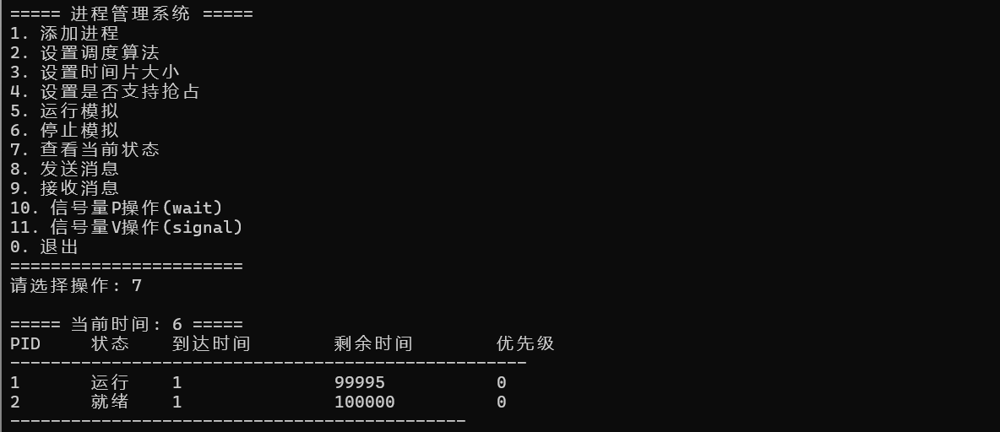 ===== 进程管理系统 =====
1. 添加进程
2. 设置调度算法
3. 设置时间片大小
4. 设置是否支持抢占
5. 运行模拟
6. 停止模拟
7. 查看当前状态
8. 发送消息
9. 接收消息
10. 信号量P操作(wait)
11. 信号量V操作(signal)
0. 退出
=======================
请选择操作: 7
===== 当前时间: 6 =====
PID     状态    到达时间        剩余时间        优先级
---------------------------------------------------
1       运行    1               99995           0
2       就绪    1               100000          0
---------------------------------------------